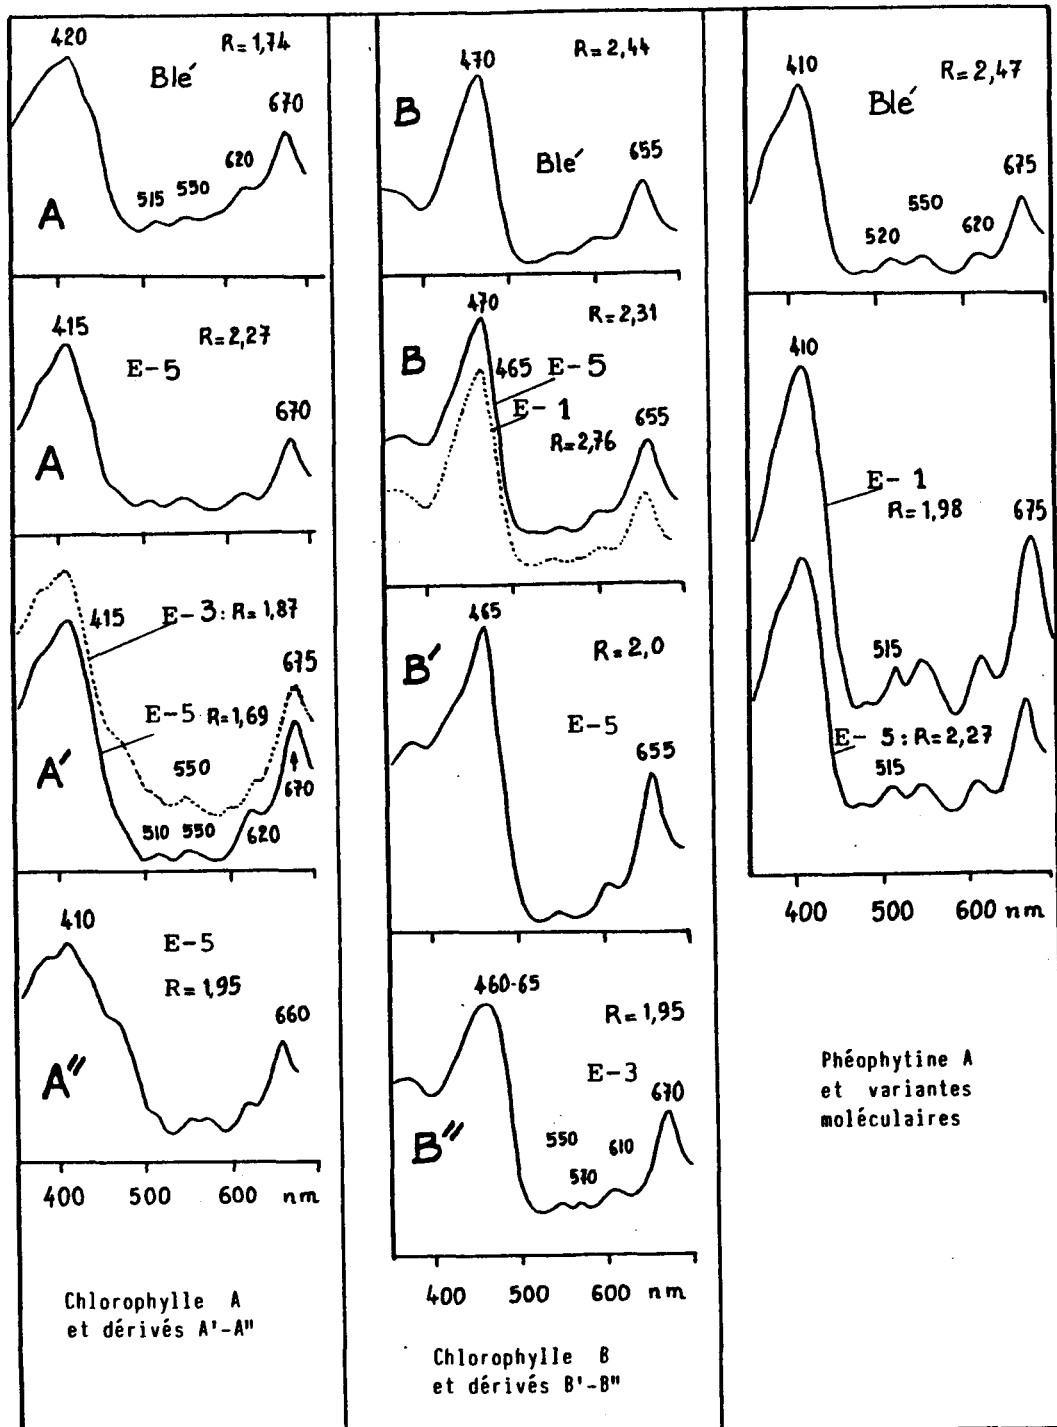 420
R=1,74
Blé
670
620
515 550
A
415
R=2,27
E-5
670
A
415
E-3: R=1,87
675
E-5 R=1,69
A'
550
670
510 550 620
410
E-5
R=1,95
660
A"
400 500 600 nm
Chlorophylle A
et dérivés A'-A"
470
R=2,44
B
Blé
655
470
R=2,31
B
465
E-5
E-1
R=2,76
655
465
B'
R=2,0
E-5
655
460-65
R=1,95
E-3
670
B"
550 610
570
400 500 600 nm
Chlorophylle B
et dérivés B'-B"
410
R=2,47
Blé
675
550
520 620
410
E-1
R=1,98
675
515
E-5: R=2,27
515
400 500 600 nm
Phéophytine A
et variantes
moléculaires